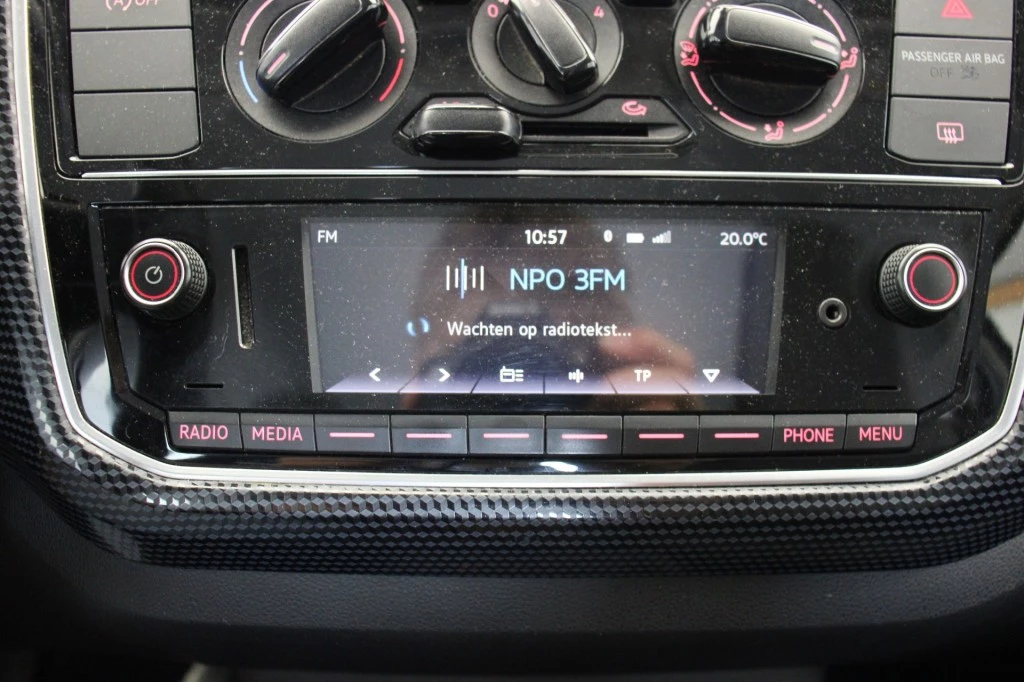 (A) OFF
0 4
PASSENGER AIR BAG
OFF
FM 10:57 20.0°C
NPO 3FM
Wachten op radiotekst...
TP
RADIO MEDIA PHONE MENU